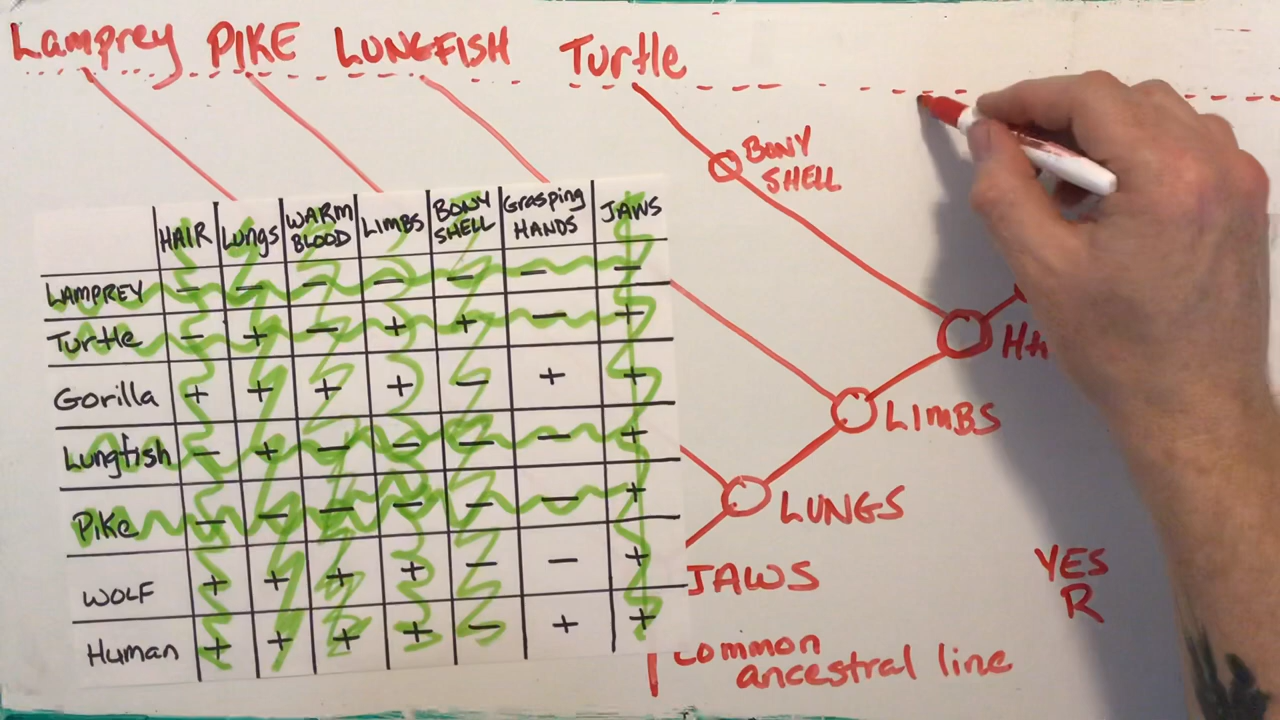 Lamprey PIKE LUNGFISH Turtle
BONY
SHELL
HAIR Lungs WARM BLOOD LIMBS BONY SHELL Grasping HANDS JAWS
LAMPREY - - - - - - -
Turtle - + - + + - +
Gorilla + + + + - + +
Lungfish - + - - - - +
Pike - - - - - - +
WOLF + + + + - - +
Human + + + + - + +
HA
LIMBS
LUNGS
JAWS
YES
R
common
ancestral line